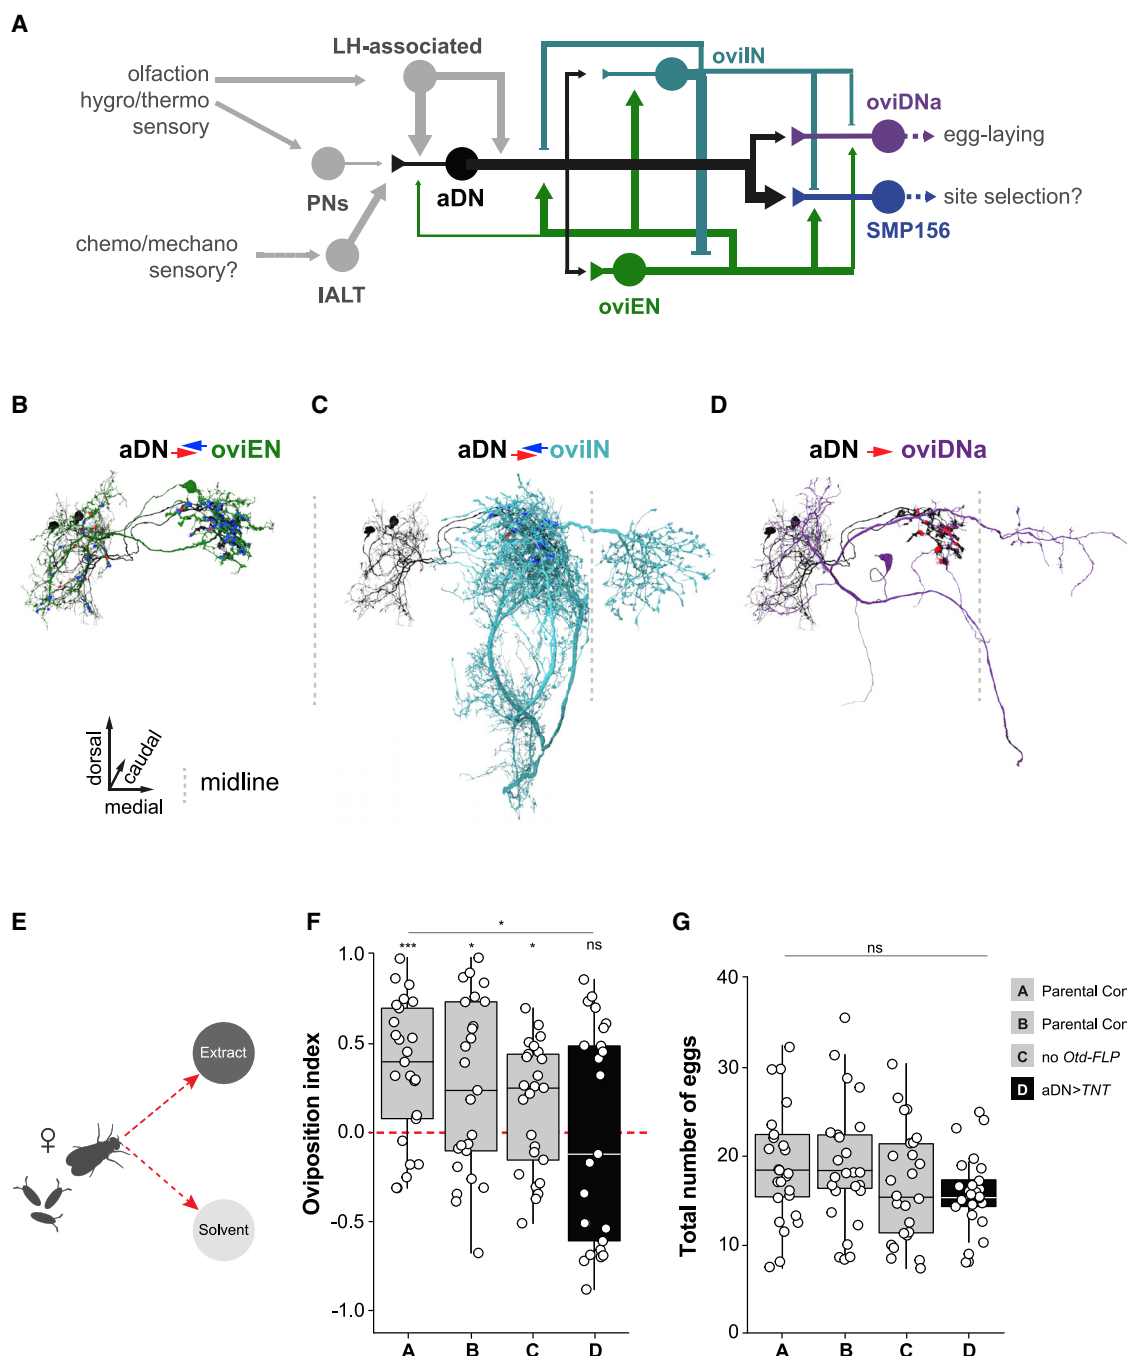 A
LH-associated
olfaction
hygro/thermo
sensory
PNs
aDN
chemo/mechano
sensory?
lALT
oviIN
oviDNa
egg-laying
site selection?
SMP156
oviEN
B
aDN oviEN
C
aDN oviIN
D
aDN oviDNa
dorsal
caudal
medial
midline
E
♀
Extract
Solvent
F
*
*** * * ns
Oviposition index
1.0
0.5
0.0
-0.5
-1.0
A B C D
G
ns
Total number of eggs
40
30
20
10
0
A B C D
A Parental Con
B Parental Con
C no Otd-FLP
D aDN>TNT